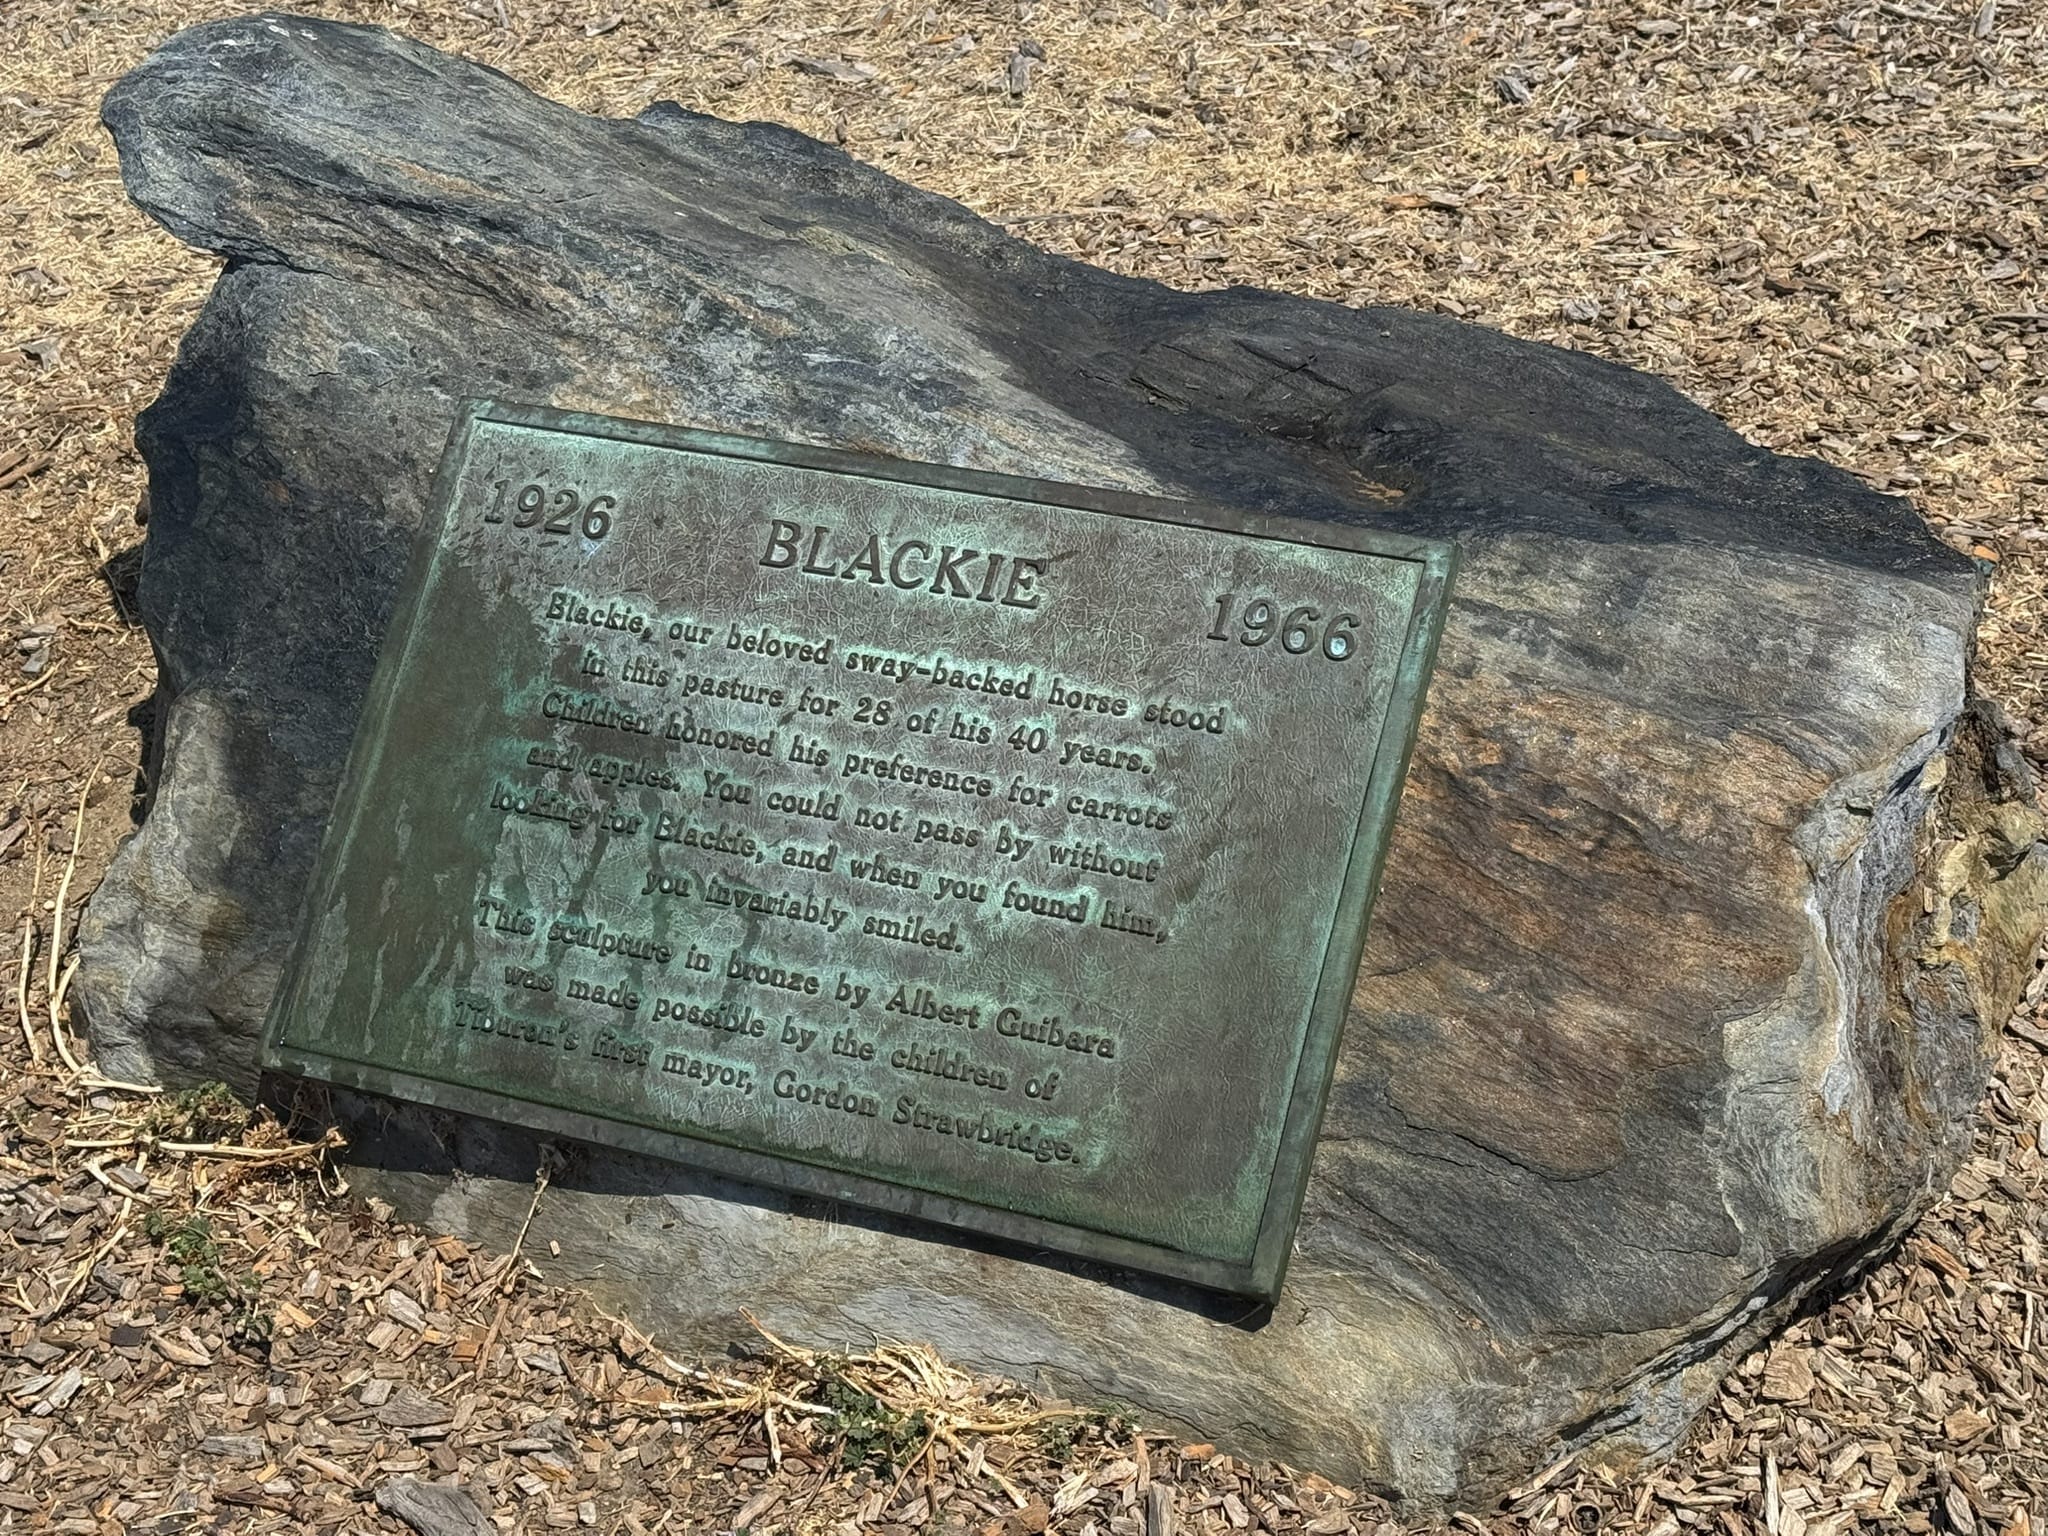 1926 BLACKIE 1966
Blackie, our beloved sway-backed horse stood
in this pasture for 28 of his 40 years.
Children honored his preference for carrots
and apples. You could not pass by without
looking for Blackie, and when you found him,
you invariably smiled.
This sculpture in bronze by Albert Guibara
was made possible by the children of
Tiburon's first mayor, Gordon Strawbridge.